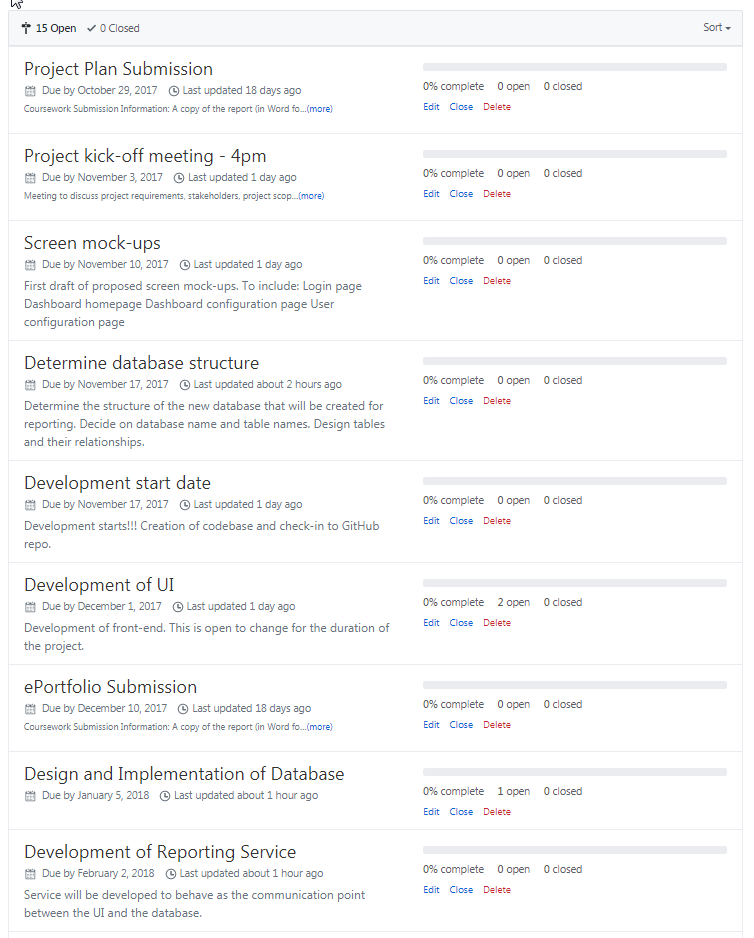 15 Open 0 Closed Sort
Project Plan Submission
Due by October 29, 2017 Last updated 18 days ago
Coursework Submission Information: A copy of the report (in Word fo...(more)
0% complete 0 open 0 closed
Edit Close Delete
Project kick-off meeting - 4pm
Due by November 3, 2017 Last updated 1 day ago
Meeting to discuss project requirements, stakeholders, project scop...(more)
0% complete 0 open 0 closed
Edit Close Delete
Screen mock-ups
Due by November 10, 2017 Last updated 1 day ago
First draft of proposed screen mock-ups. To include: Login page
Dashboard homepage Dashboard configuration page User
configuration page
0% complete 0 open 0 closed
Edit Close Delete
Determine database structure
Due by November 17, 2017 Last updated about 2 hours ago
Determine the structure of the new database that will be created for
reporting. Decide on database name and table names. Design tables
and their relationships.
0% complete 0 open 0 closed
Edit Close Delete
Development start date
Due by November 17, 2017 Last updated 1 day ago
Development starts!!! Creation of codebase and check-in to GitHub
repo.
0% complete 0 open 0 closed
Edit Close Delete
Development of UI
Due by December 1, 2017 Last updated 1 day ago
Development of front-end. This is open to change for the duration of
the project.
0% complete 2 open 0 closed
Edit Close Delete
ePortfolio Submission
Due by December 10, 2017 Last updated 18 days ago
Coursework Submission Information: A copy of the report (in Word fo...(more)
0% complete 0 open 0 closed
Edit Close Delete
Design and Implementation of Database
Due by January 5, 2018 Last updated about 1 hour ago
0% complete 1 open 0 closed
Edit Close Delete
Development of Reporting Service
Due by February 2, 2018 Last updated about 1 hour ago
Service will be developed to behave as the communication point
between the UI and the database.
0% complete 0 open 0 closed
Edit Close Delete